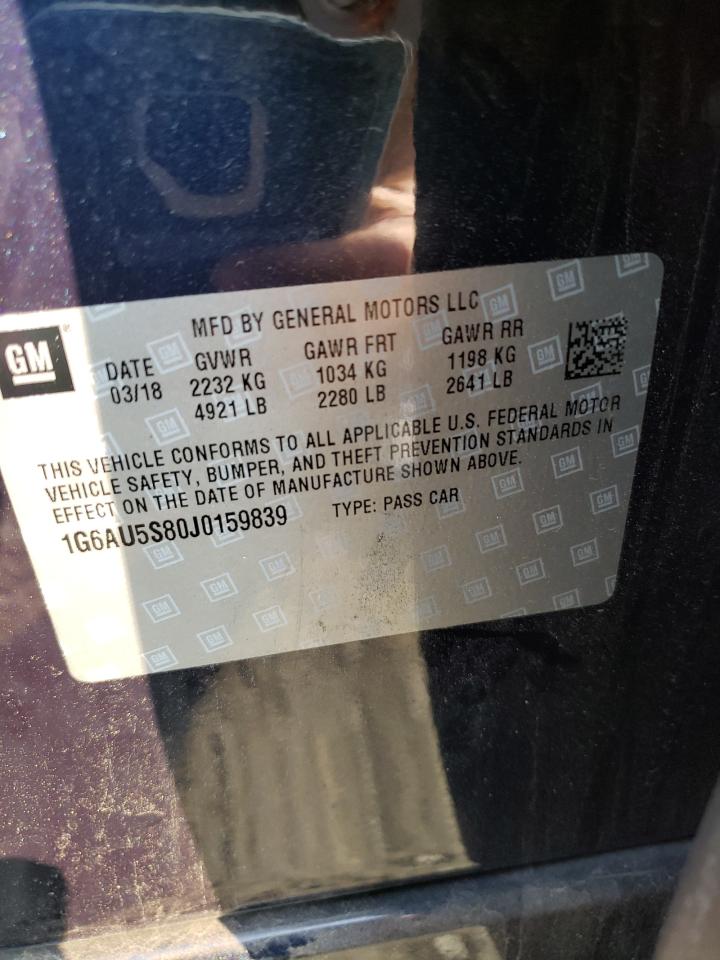 MFD BY GENERAL MOTORS LLC
GM
DATE GVWR GAWR FRT GAWR RR
03/18 2232 KG 1034 KG 1198 KG
4921 LB 2280 LB 2641 LB
THIS VEHICLE CONFORMS TO ALL APPLICABLE U.S. FEDERAL MOTOR
VEHICLE SAFETY, BUMPER, AND THEFT PREVENTION STANDARDS IN
EFFECT ON THE DATE OF MANUFACTURE SHOWN ABOVE.
1G6AU5S80J0159839 TYPE: PASS CAR